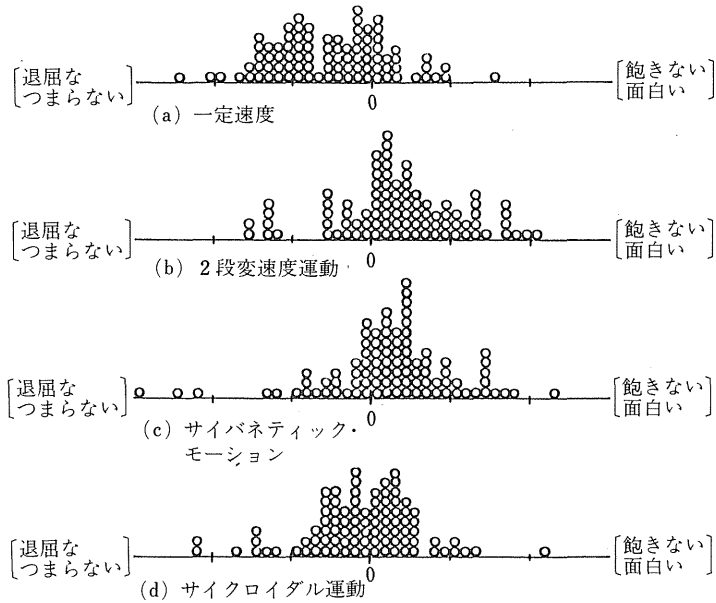 退屈な
つまらない
飽きない
面白い
0
(a) 一定速度
退屈な
つまらない
飽きない
面白い
0
(b) 2段変速度運動
退屈な
つまらない
飽きない
面白い
0
(c) サイバネティック・
モーション
退屈な
つまらない
飽きない
面白い
0
(d) サイクロイダル運動